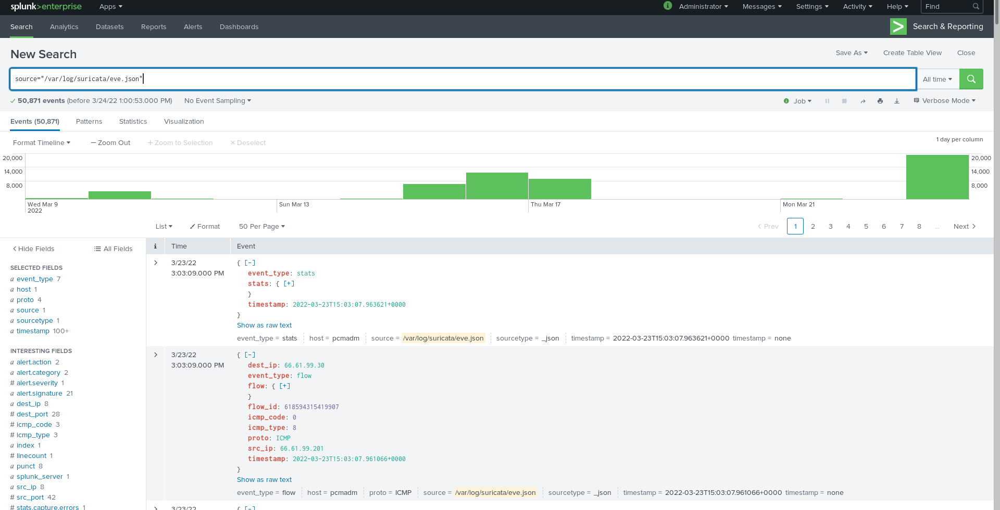 splunk>enterprise Apps Administrator Messages Settings Activity Help Find
Search Analytics Datasets Reports Alerts Dashboards Search & Reporting
New Search Save As Create Table View Close
source="/var/log/suricata/eve.json" All time
50,871 events (before 3/24/22 1:00:53.000 PM) No Event Sampling Job Verbose Mode
Events (50,871) Patterns Statistics Visualization
Format Timeline — Zoom Out + Zoom to Selection × Deselect 1 day per column
20,000 20,000
14,000 14,000
8,000 8,000
Wed Mar 9 Sun Mar 13 Thu Mar 17 Mon Mar 21
2022
List Format 50 Per Page < Prev 1 2 3 4 5 6 7 8 ... Next >
< Hide Fields All Fields
SELECTED FIELDS
a event_type 7
a host 1
a proto 4
a source 1
a sourcetype 1
a timestamp 100+
INTERESTING FIELDS
a alert.action 2
a alert.category 2
# alert.severity 1
a alert.signature 21
a dest_ip 8
# dest_port 28
# icmp_code 3
# icmp_type 3
a index 1
# linecount 1
a punct 8
a splunk_server 1
a src_ip 8
# src_port 42
# stats.capture.errors 1
i Time Event
> 3/23/22 { [-]
3:03:09.000 PM event_type: stats
stats: { [+]
}
timestamp: 2022-03-23T15:03:07.963621+0000
}
Show as raw text
event_type = stats host = pcmadm source = /var/log/suricata/eve.json sourcetype = _json timestamp = 2022-03-23T15:03:07.963621+0000 timestamp = none
> 3/23/22 { [-]
3:03:09.000 PM dest_ip: 66.61.99.30
event_type: flow
flow: { [+]
}
flow_id: 618594315419907
icmp_code: 0
icmp_type: 8
proto: ICMP
src_ip: 66.61.99.201
timestamp: 2022-03-23T15:03:07.961066+0000
}
Show as raw text
event_type = flow host = pcmadm proto = ICMP source = /var/log/suricata/eve.json sourcetype = _json timestamp = 2022-03-23T15:03:07.961066+0000 timestamp = none
> 3/23/22 { [-]